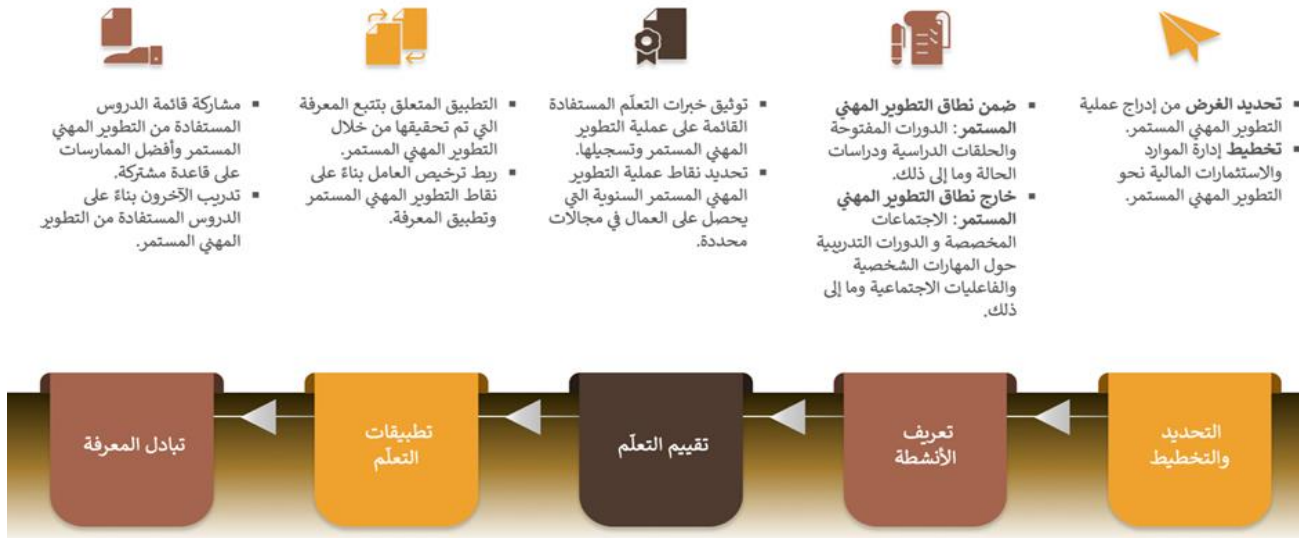 ▪ تحديد الغرض من إدراج عملية
التطوير المهني المستمر.
▪ تخطيط إدارة الموارد
والاستثمارات المالية نحو
التطوير المهني المستمر.
▪ ضمن نطاق التطوير المهني
المستمر: الدورات المفتوحة
والحلقات الدراسية ودراسات
الحالة وما إلى ذلك.
▪ خارج نطاق التطوير المهني
المستمر: الاجتماعات
المخصصة و الدورات التدريبية
حول المهارات الشخصية
والفاعليات الاجتماعية وما إلى
ذلك.
▪ توثيق خبرات التعلّم المستفادة
القائمة على عملية التطوير
المهني المستمر وتسجيلها.
▪ تحديد نقاط عملية التطوير
المهني المستمر السنوية التي
يحصل على العمال في مجالات
محددة.
▪ التطبيق المتعلق بتتبع المعرفة
التي تم تحقيقها من خلال
التطوير المهني المستمر.
▪ ربط ترخيص العامل بناءً على
نقاط التطوير المهني المستمر
وتطبيق المعرفة.
▪ مشاركة قائمة الدروس
المستفادة من التطوير المهني
المستمر وأفضل الممارسات
على قاعدة مشتركة.
▪ تدريب الآخرون بناءً على
الدروس المستفادة من التطوير
المهني المستمر.
التحديد
والتخطيط
تعريف
الأنشطة
تقييم التعلّم
تطبيقات
التعلّم
تبادل المعرفة